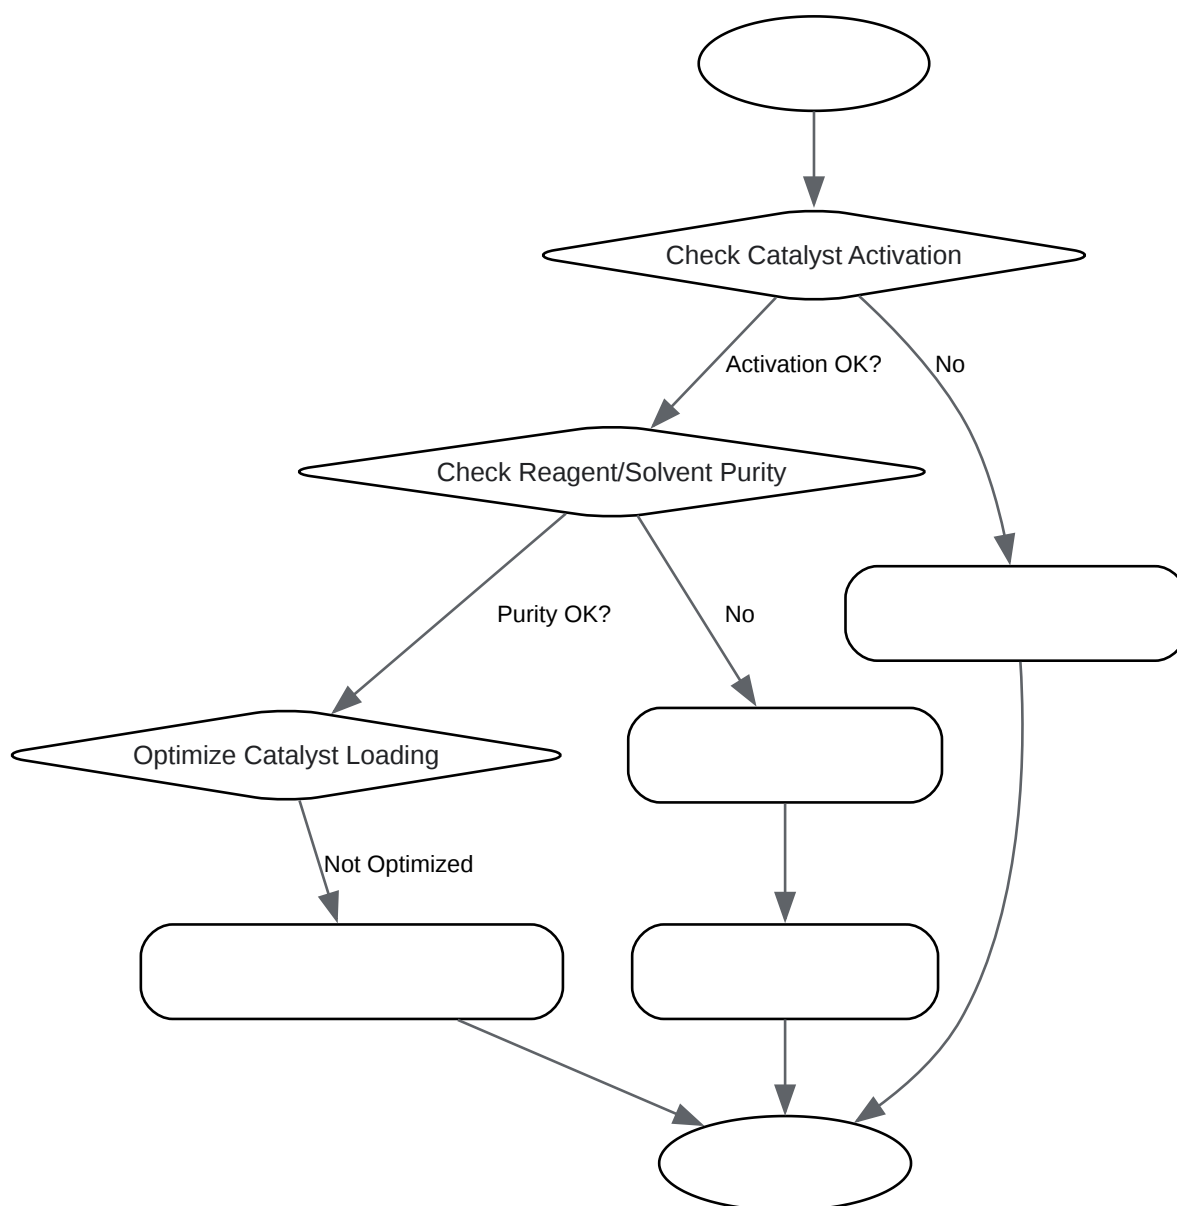 Check Catalyst Activation
Activation OK?
No
Check Reagent/Solvent Purity
Purity OK?
No
Optimize Catalyst Loading
Not Optimized